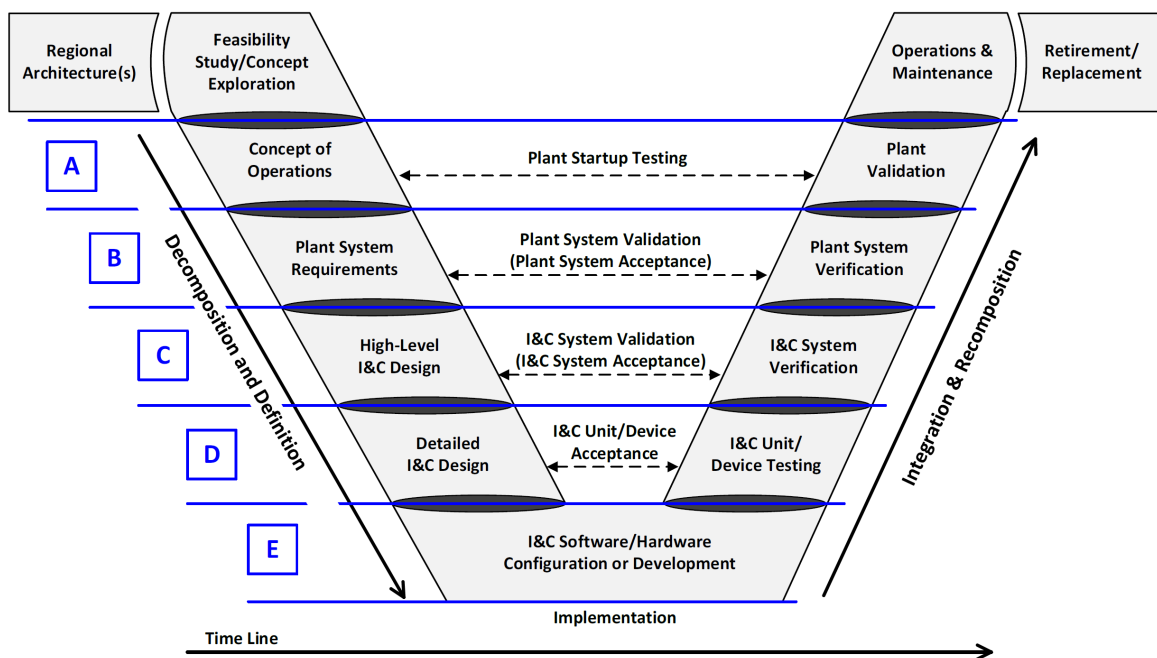 Regional
Architecture(s)
Feasibility
Study/Concept
Exploration
Operations &
Maintenance
Retirement/
Replacement
A
Concept of
Operations
Plant Startup Testing
Plant
Validation
B
Plant System
Requirements
Plant System Validation
(Plant System Acceptance)
Plant System
Verification
C
High-Level
I&C Design
I&C System Validation
(I&C System Acceptance)
I&C System
Verification
D
Detailed
I&C Design
I&C Unit/Device
Acceptance
I&C Unit/
Device Testing
E
I&C Software/Hardware
Configuration or Development
Decomposition and Definition
Integration & Recomposition
Implementation
Time Line